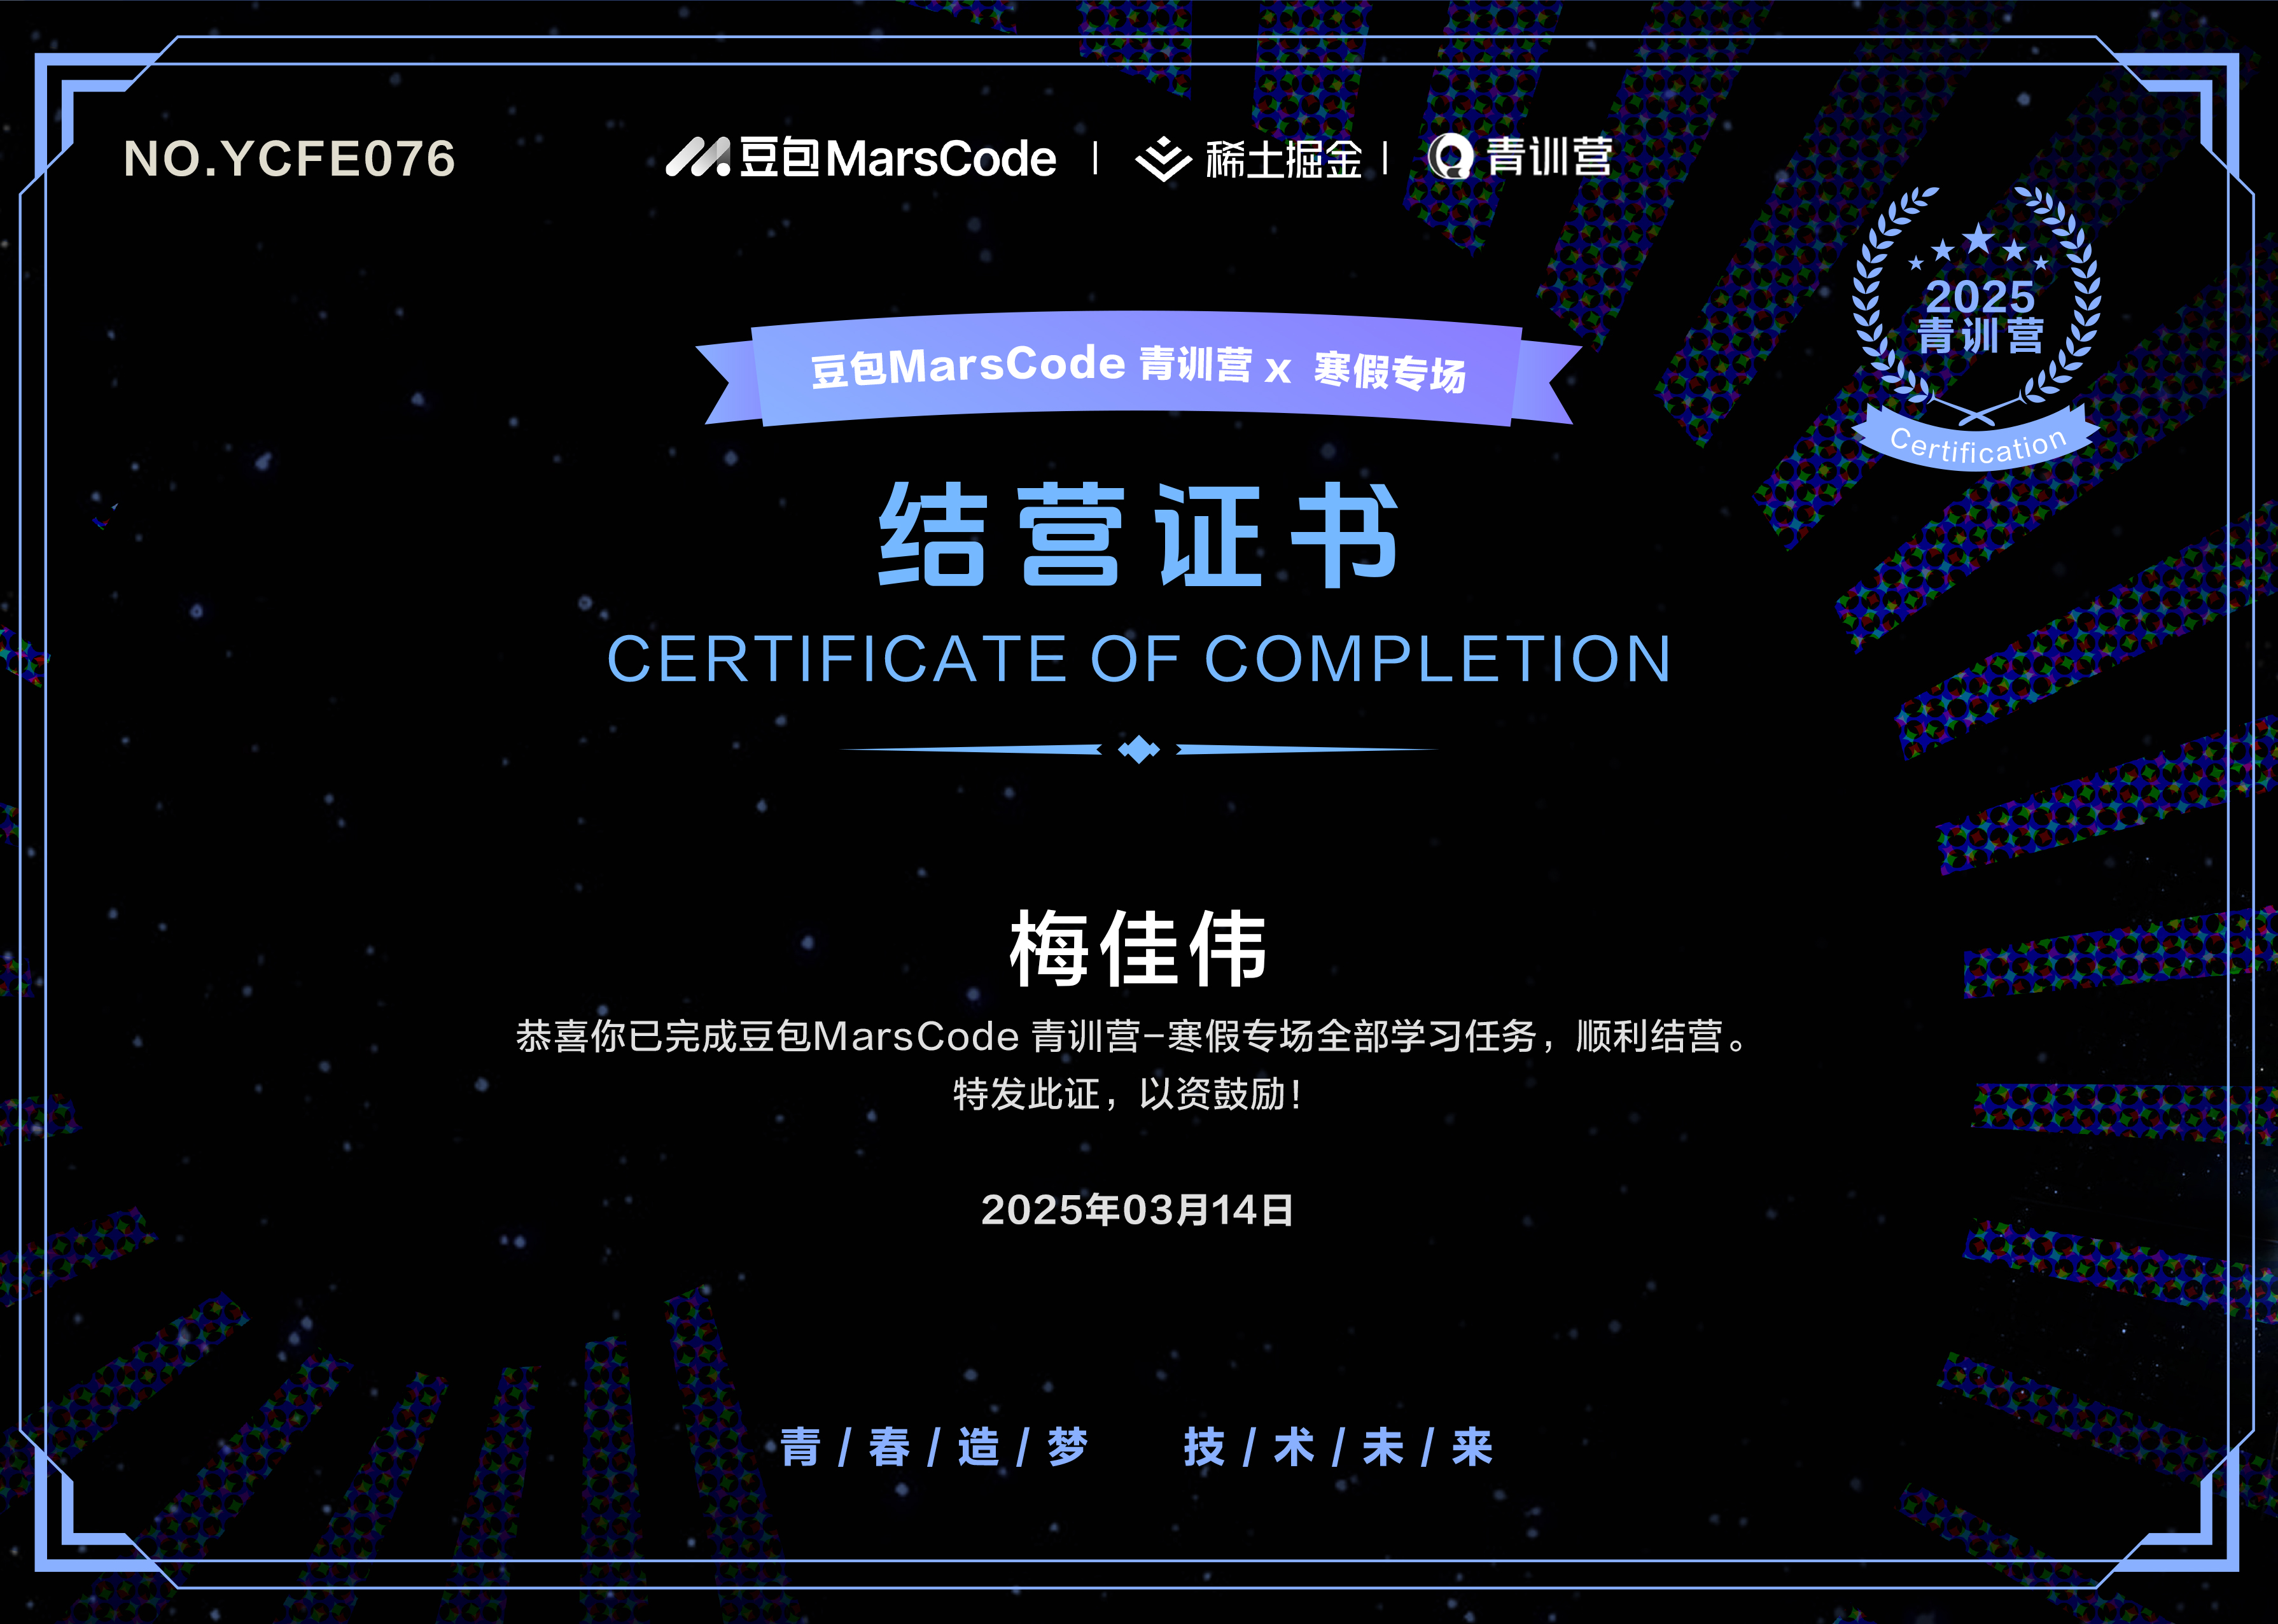 NO.YCFE076
豆包MarsCode | 稀土掘金 | 青训营
2025
青训营
Certification
豆包MarsCode 青训营 x 寒假专场
结营证书
CERTIFICATE OF COMPLETION
梅佳伟
恭喜你已完成豆包MarsCode 青训营-寒假专场全部学习任务，顺利结营。
特发此证，以资鼓励！
2025年03月14日
青/春/造/梦 技/术/未/来